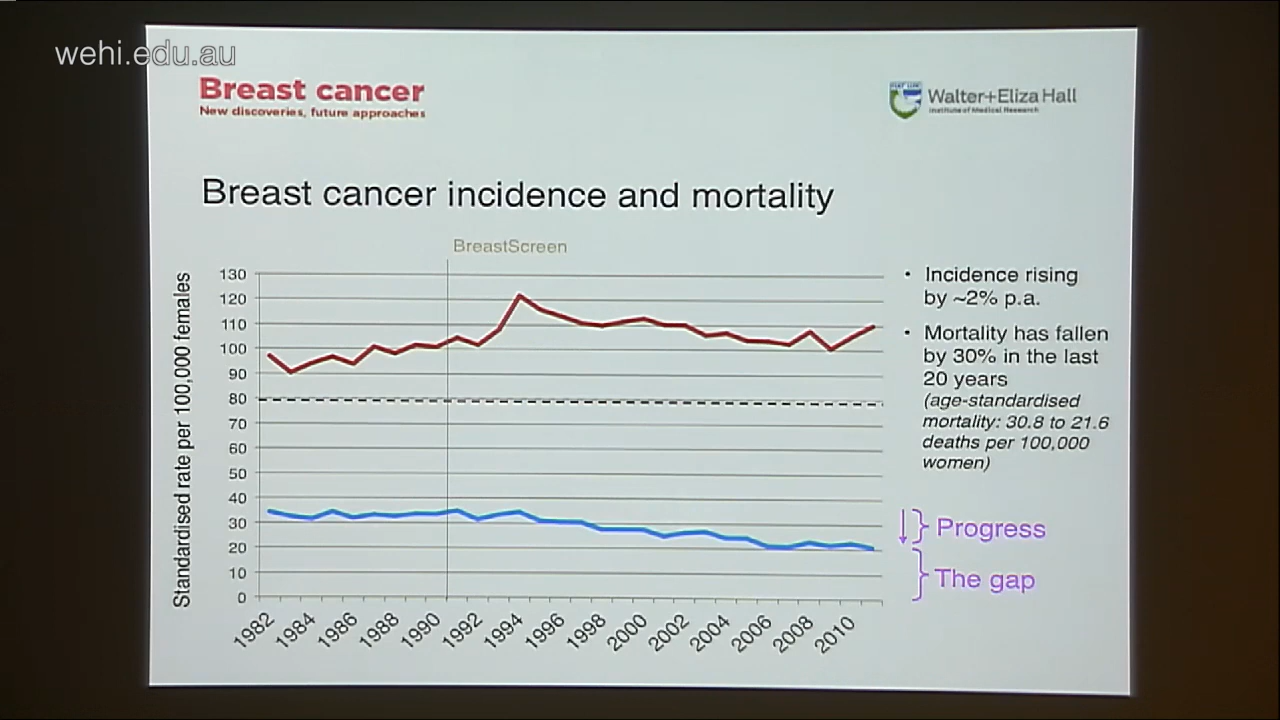 wehi.edu.au
Breast cancer
New discoveries, future approaches
Walter+Eliza Hall
Institute of Medical Research
Breast cancer incidence and mortality
BreastScreen
Standardised rate per 100,000 females
130
120
110
100
90
80
70
60
50
40
30
20
10
0
1982
1984
1986
1988
1990
1992
1994
1996
1998
2000
2002
2004
2006
2008
2010
• Incidence rising
by ~2% p.a.
• Mortality has fallen
by 30% in the last
20 years
(age-standardised
mortality: 30.8 to 21.6
deaths per 100,000
women)
Progress
The gap